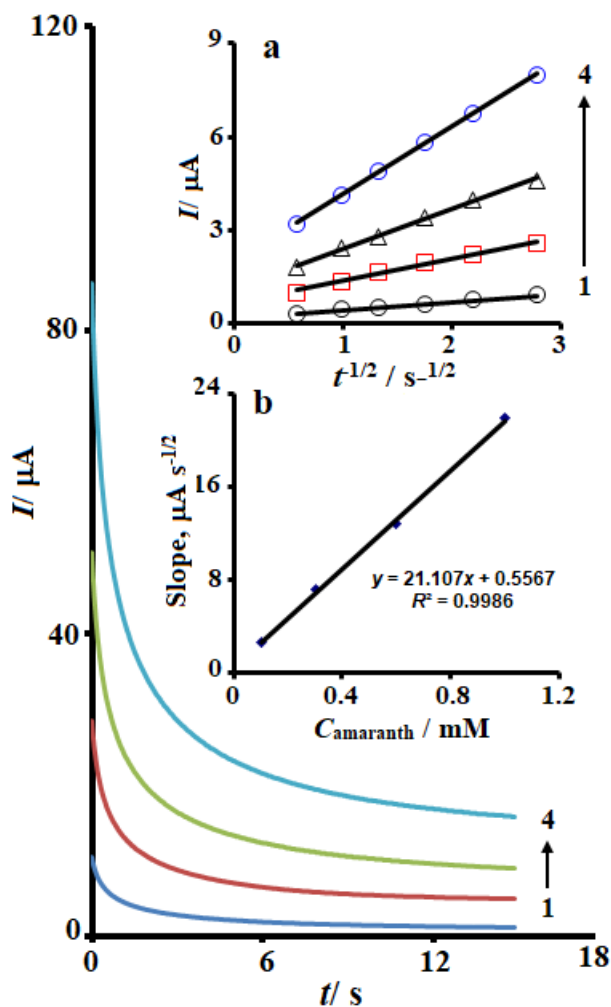 120
80
40
0
I/ µA
0
6
12
18
t/ s
4
1
a
9
6
3
0
I/ µA
0
1
2
3
t-1/2 / s–1/2
4
1
b
24
16
8
0
Slope, µA s-1/2
y = 21.107x + 0.5567
R² = 0.9986
0
0.4
0.8
1.2
Camaranth / mM